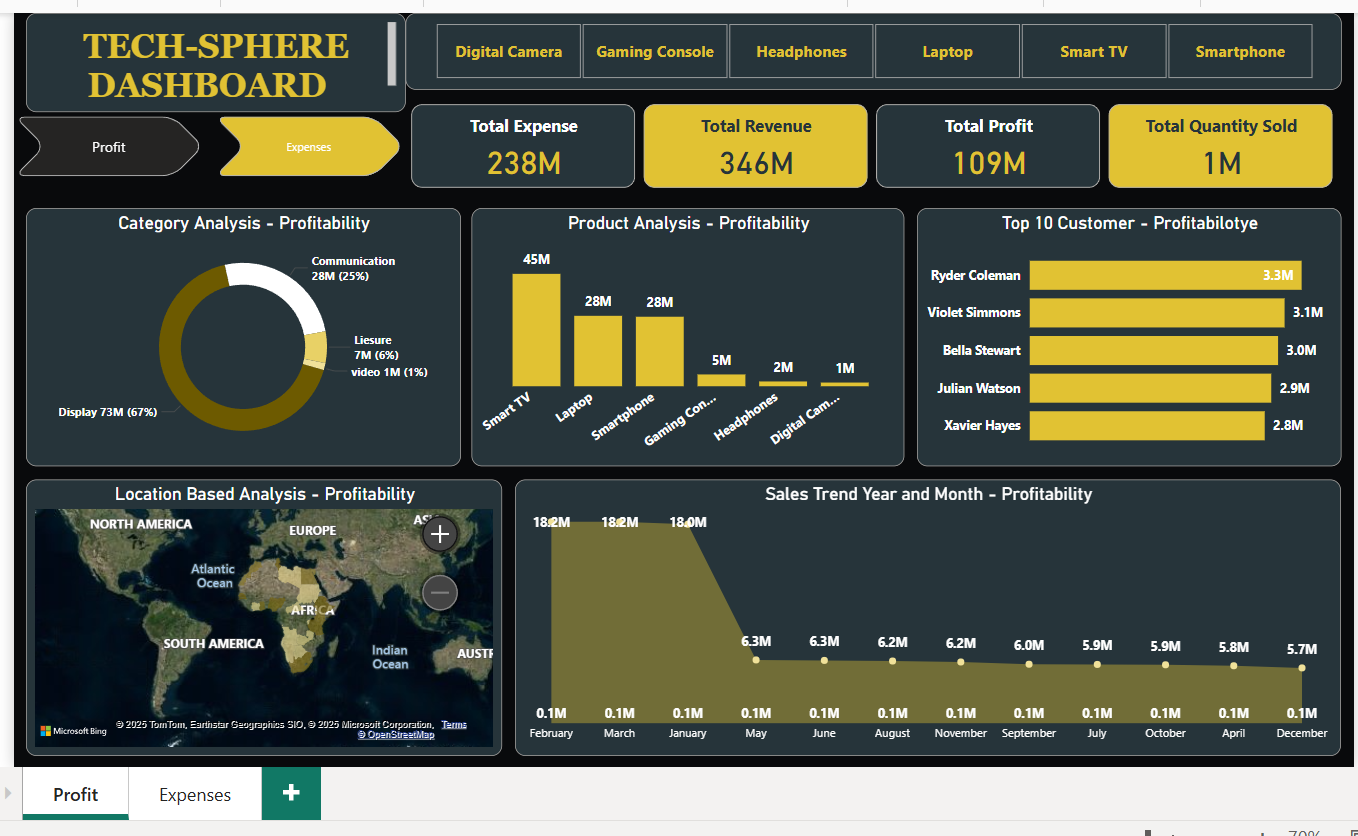 TECH-SPHERE
DASHBOARD
Digital Camera
Gaming Console
Headphones
Laptop
Smart TV
Smartphone
Profit
Expenses
Total Expense
238M
Total Revenue
346M
Total Profit
109M
Total Quantity Sold
1M
Category Analysis - Profitability
Communication
28M (25%)
Liesure
7M (6%)
video 1M (1%)
Display 73M (67%)
Product Analysis - Profitability
45M
28M
28M
5M
2M
1M
Smart TV
Laptop
Smartphone
Gaming Con...
Headphones
Digital Cam...
Top 10 Customer - Profitabilotye
Ryder Coleman
3.3M
Violet Simmons
3.1M
Bella Stewart
3.0M
Julian Watson
2.9M
Xavier Hayes
2.8M
Location Based Analysis - Profitability
NORTH AMERICA
EUROPE
AS
Atlantic
Ocean
AFRICA
SOUTH AMERICA
Indian
Ocean
AUSTR
Microsoft Bing
© 2025 TomTom, Earthstar Geographics SIO, © 2025 Microsoft Corporation, Terms
© OpenStreetMap
Sales Trend Year and Month - Profitability
18.2M
18.2M
18.0M
6.3M
6.3M
6.2M
6.2M
6.0M
5.9M
5.9M
5.8M
5.7M
0.1M
0.1M
0.1M
0.1M
0.1M
0.1M
0.1M
0.1M
0.1M
0.1M
0.1M
0.1M
February
March
January
May
June
August
November
September
July
October
April
December
Profit
Expenses